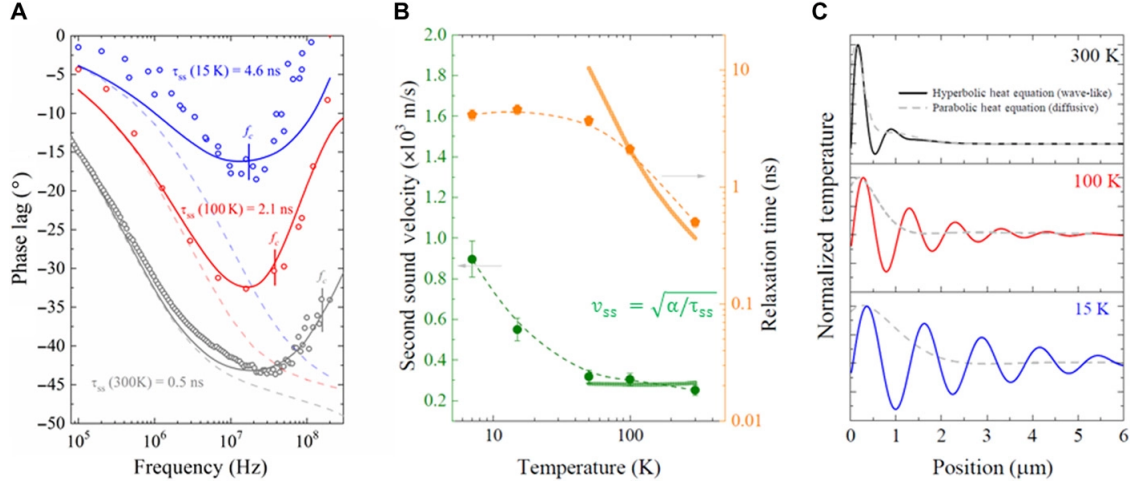 A
0
−5
−10
−15
−20
−25
−30
−35
−40
−45
−50
Phase lag (°)
τss (15 K) = 4.6 ns
fc
τss (100 K) = 2.1 ns
fc
fc
τss (300K) = 0.5 ns
10^5
10^6
10^7
10^8
Frequency (Hz)
B
2.0
1.8
1.6
1.4
1.2
1.0
0.8
0.6
0.4
0.2
Second sound velocity (×10^3 m/s)
vss = √α/τss
10
100
Temperature (K)
10
1
0.1
0.01
Relaxation time (ns)
C
Normalized temperature
300 K
Hyperbolic heat equation (wave-like)
Parabolic heat equation (diffusive)
100 K
15 K
0
1
2
3
4
5
6
Position (μm)